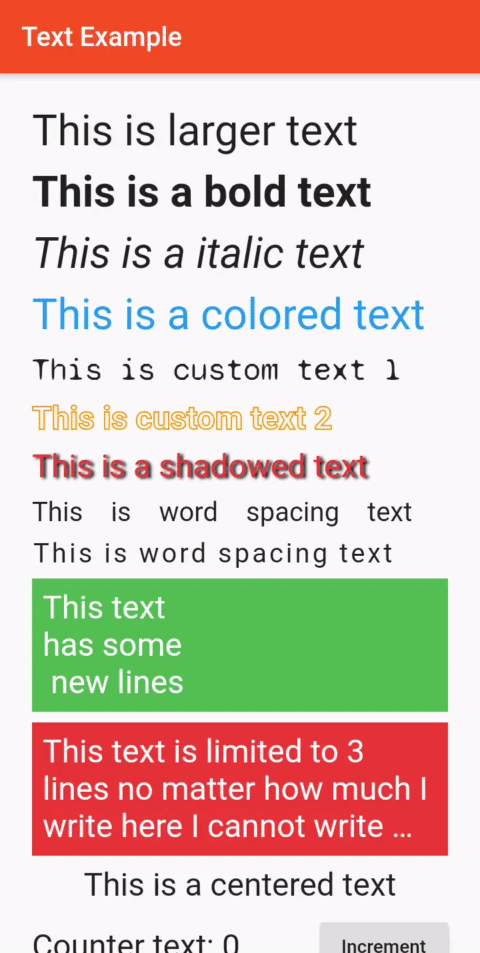 Text Example
This is larger text
This is a bold text
This is a italic text
This is a colored text
This is custom text 1
This is custom text 2
This is a shadowed text
This is word spacing text
This is word spacing text
This text
has some
new lines
This text is limited to 3
lines no matter how much I
write here I cannot write ...
This is a centered text
Counter text: 0 Increment